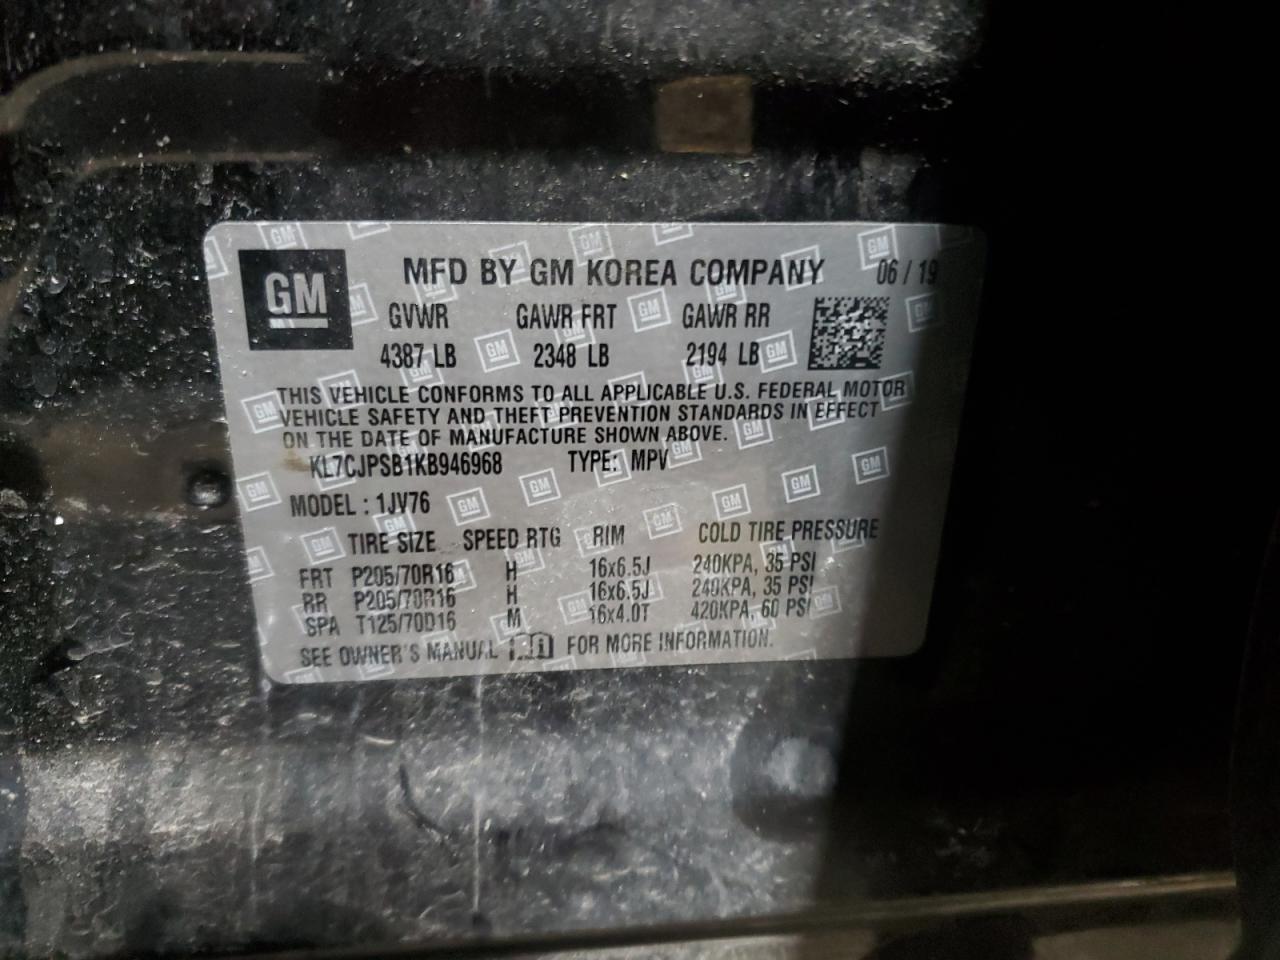 GM
MFD BY GM KOREA COMPANY 06/19
GVWR GAWR FRT GAWR RR
4387 LB 2348 LB 2194 LB
THIS VEHICLE CONFORMS TO ALL APPLICABLE U.S. FEDERAL MOTOR
VEHICLE SAFETY AND THEFT PREVENTION STANDARDS IN EFFECT
ON THE DATE OF MANUFACTURE SHOWN ABOVE.
KL7CJPSB1KB946968 TYPE: MPV
MODEL : 1JV76
TIRE SIZE SPEED RTG RIM COLD TIRE PRESSURE
FRT P205/70R16 H 16x6.5J 240KPA, 35 PSI
RR P205/70R16 H 16x6.5J 240KPA, 35 PSI
SPA T125/70D16 M 16x4.0T 420KPA, 60 PSI
SEE OWNER'S MANUAL FOR MORE INFORMATION.